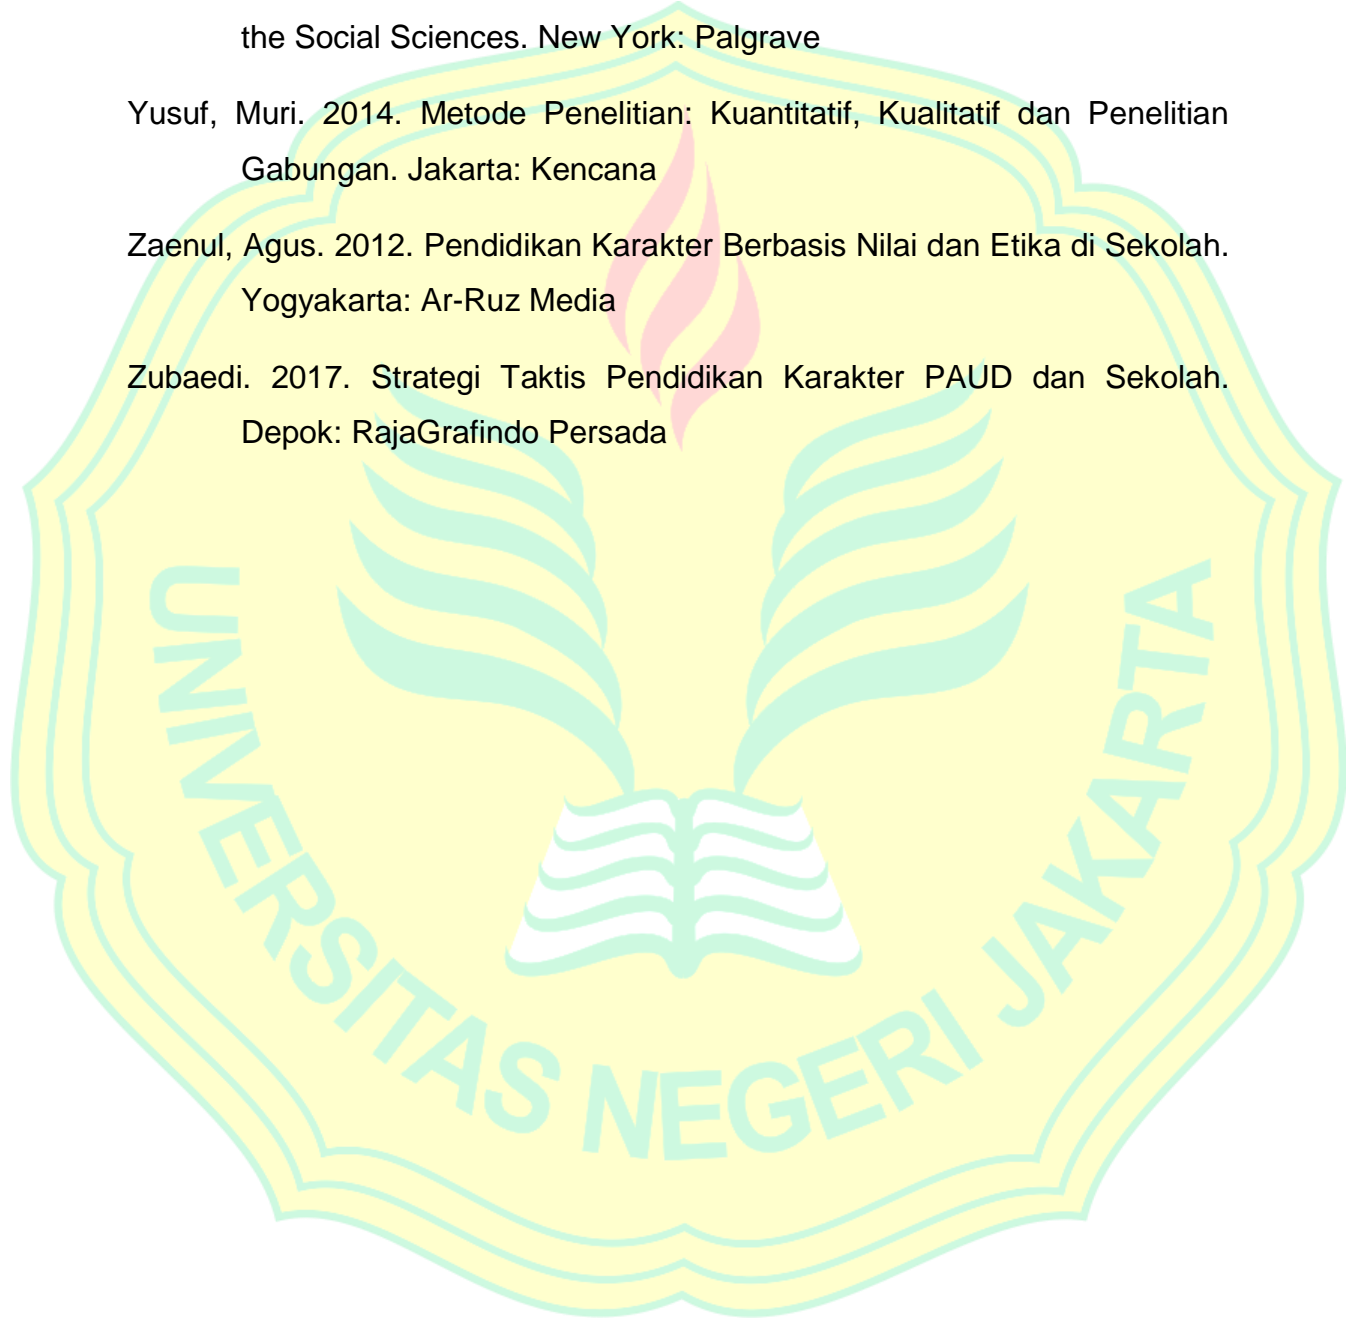 the Social Sciences. New York: Palgrave
Yusuf, Muri. 2014. Metode Penelitian: Kuantitatif, Kualitatif dan Penelitian
Gabungan. Jakarta: Kencana
Zaenul, Agus. 2012. Pendidikan Karakter Berbasis Nilai dan Etika di Sekolah.
Yogyakarta: Ar-Ruz Media
Zubaedi. 2017. Strategi Taktis Pendidikan Karakter PAUD dan Sekolah.
Depok: RajaGrafindo Persada
UNIVERSITAS NEGERI JAKARTA